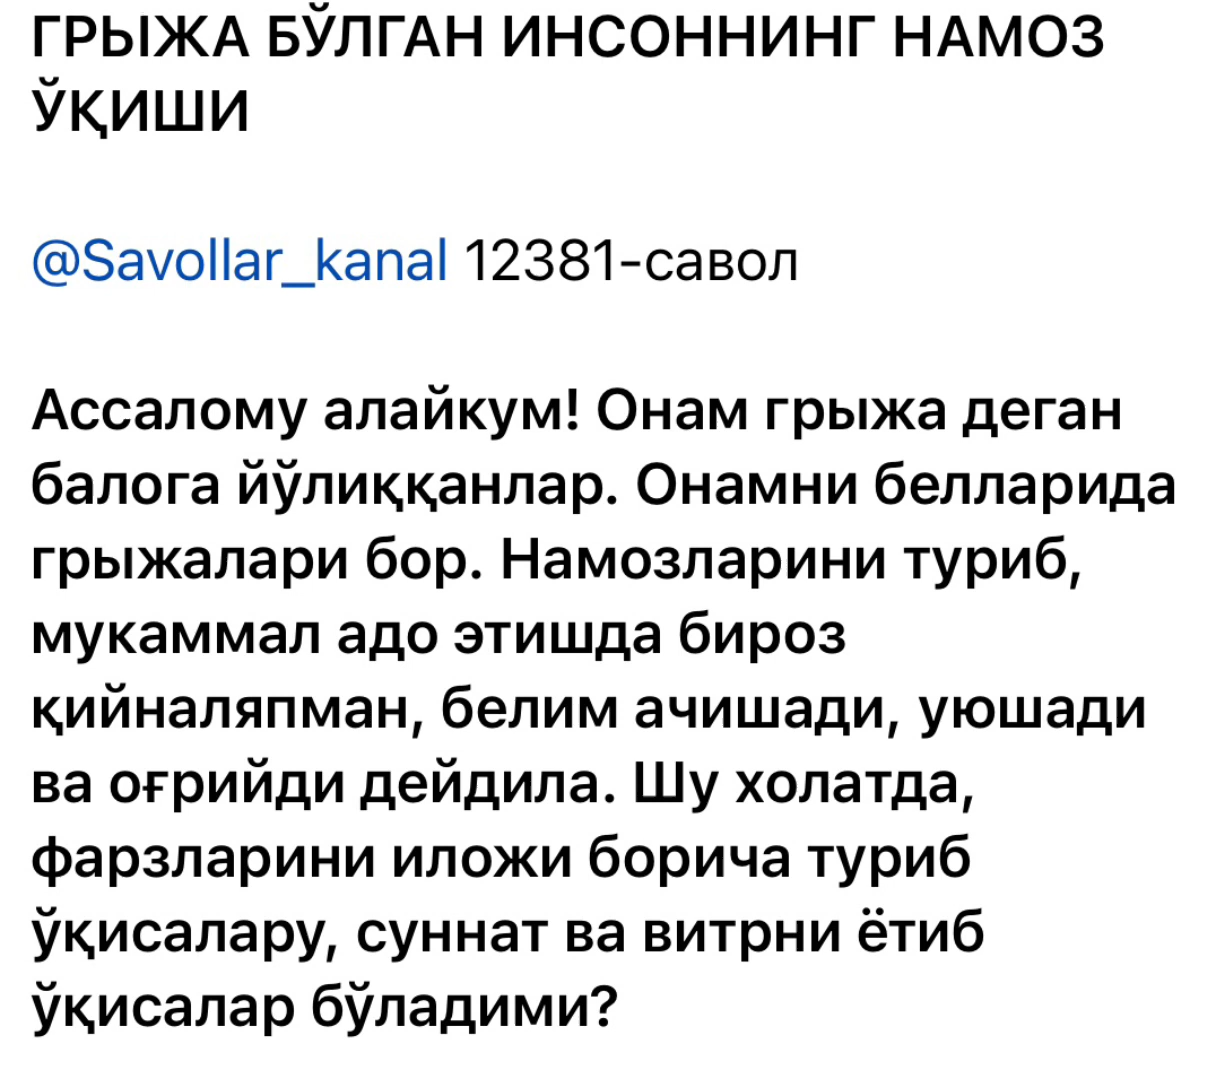 ГРЫЖА БЎЛГАН ИНСОННИНГ НАМОЗ
ЎҚИШИ
@Savollar_kanal 12381-савол
Ассалому алайкум! Онам грыжа деган
балога йўлиққанлар. Онамни белларида
грыжалари бор. Намозларини туриб,
мукаммал адо этишда бироз
қийналяпман, белим ачишади, уюшади
ва оғрийди дейдила. Шу холатда,
фарзларини иложи борича туриб
ўқисалару, суннат ва витрни ётиб
ўқисалар бўладими?